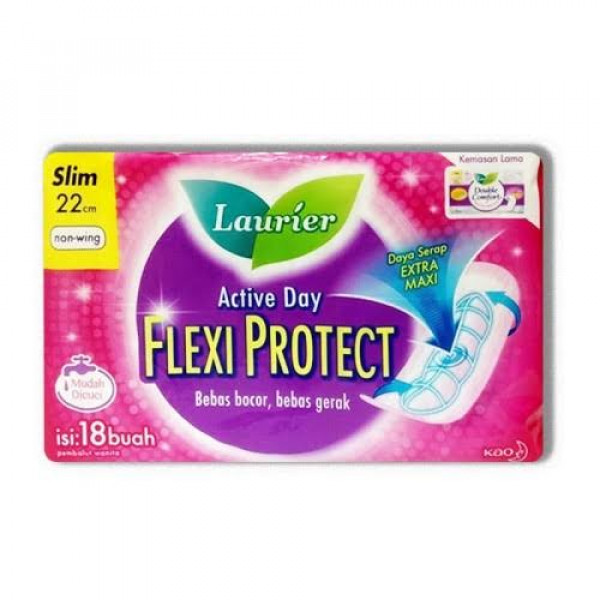 Slim
22cm
non-wing
Laurier
Active Day
FLEXI PROTECT
Bebas bocor, bebas gerak
Kemasan Lama
Double
Comfort
Daya Serap
EXTRA
MAXI
Mudah
Dicuci
isi:18buah
pembalut wanita
Kao